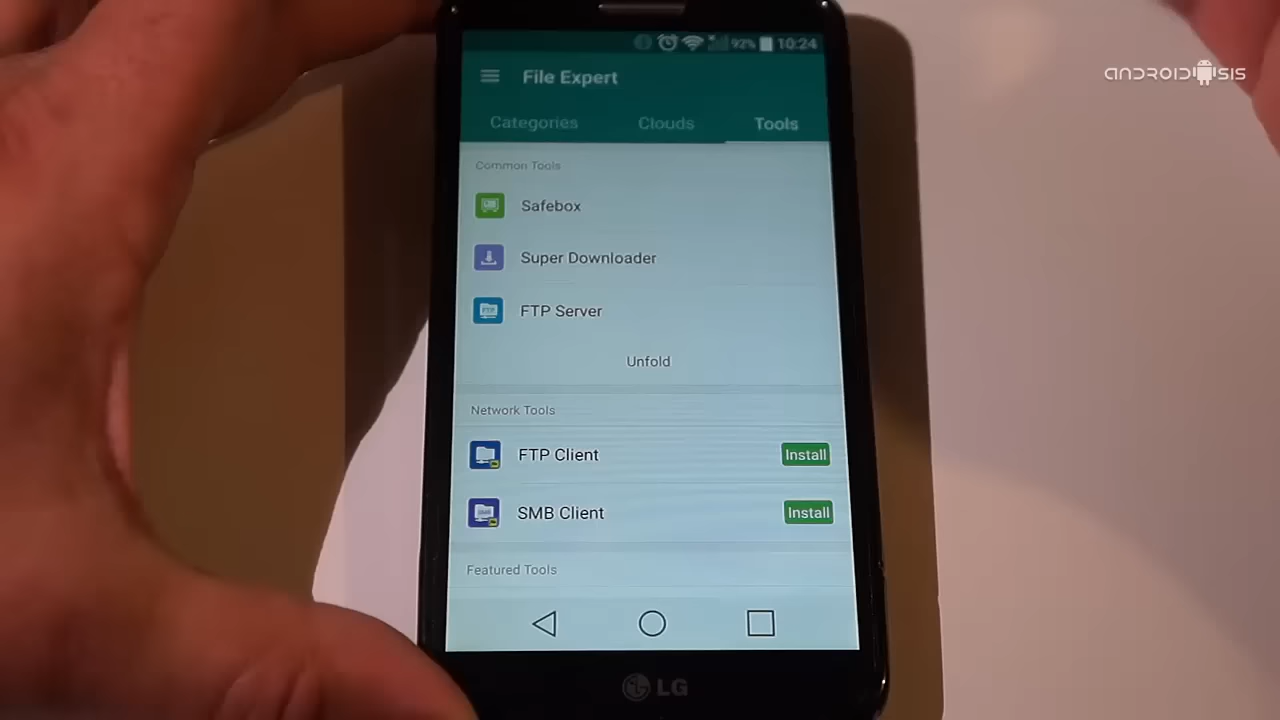 ANDROIDSIS
92% 10:24
File Expert
Categories Clouds Tools
Common Tools
Safebox
Super Downloader
FTP Server
Unfold
Network Tools
FTP Client Install
SMB Client Install
Featured Tools
LG